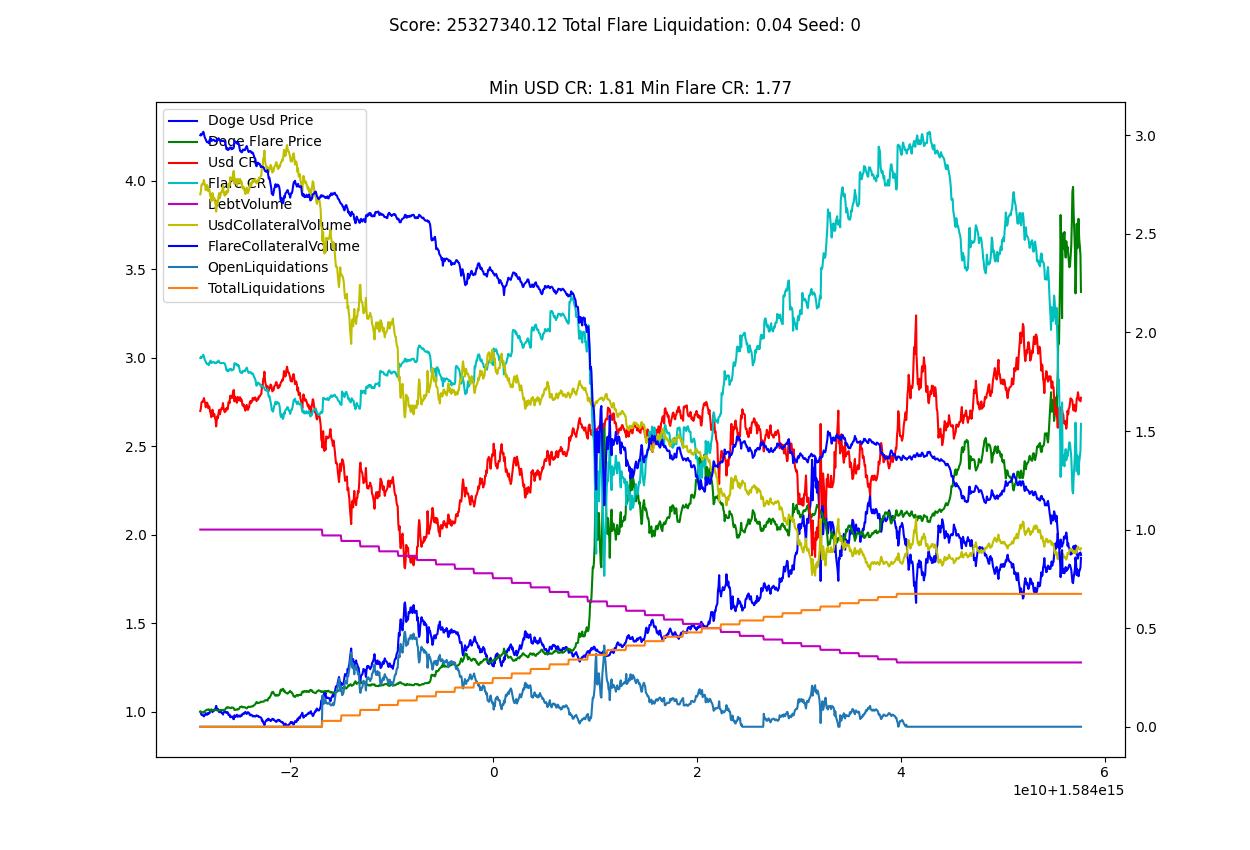 Score: 25327340.12 Total Flare Liquidation: 0.04 Seed: 0
Min USD CR: 1.81 Min Flare CR: 1.77
Doge Usd Price
Doge Flare Price
Usd CR
Flare CR
DebtVolume
UsdCollateralVolume
FlareCollateralVolume
OpenLiquidations
TotalLiquidations
4.0
3.5
3.0
2.5
2.0
1.5
1.0
3.0
2.5
2.0
1.5
1.0
0.5
0.0
−2
0
2
4
6
1e10+1.584e15